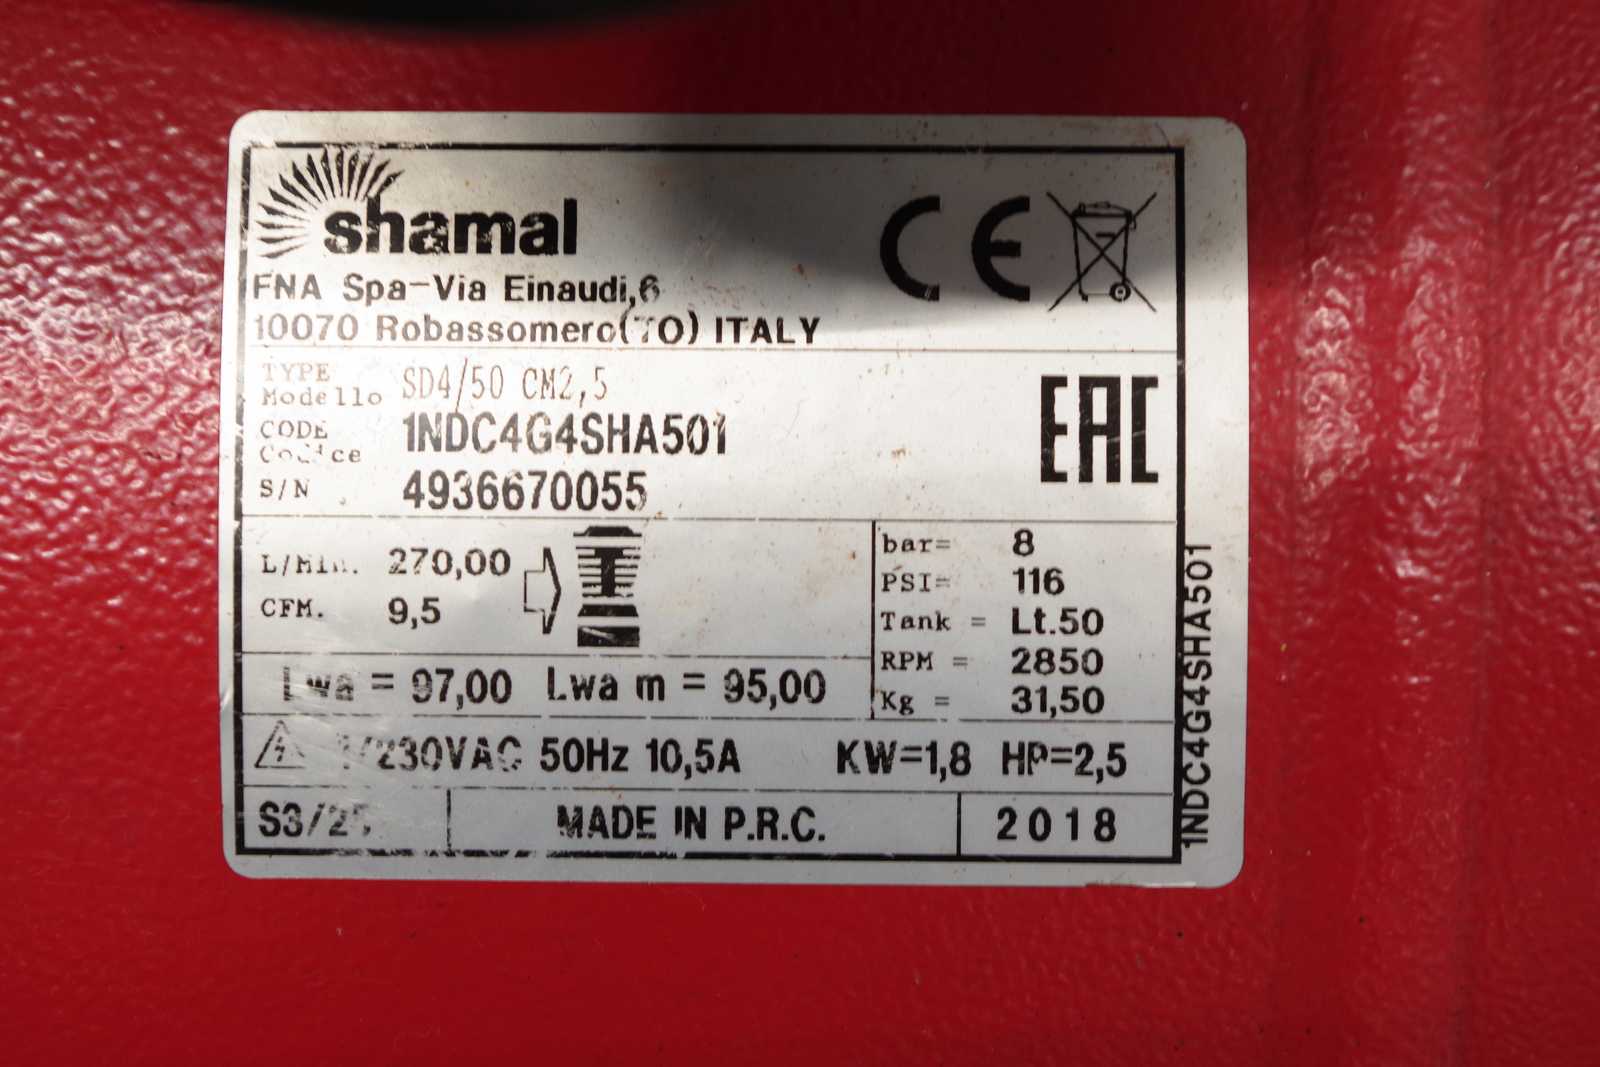 shamal
CE
FNA Spa-Via Einaudi,6
10070 Robassomero(TO) ITALY
TYPE
Modello SD4/50 CM2,5
EAC
CODE
Codice 1NDC4G4SHA501
S/N 4936670055
L/Min. 270,00
CFM. 9,5
bar= 8
PSI= 116
Tank = Lt.50
RPM = 2850
Kg = 31,50
Lwa = 97,00 Lwa m = 95,00
1/230VAC 50Hz 10,5A KW=1,8 HP=2,5
S3/25 MADE IN P.R.C. 2018
1NDC4G4SHA501